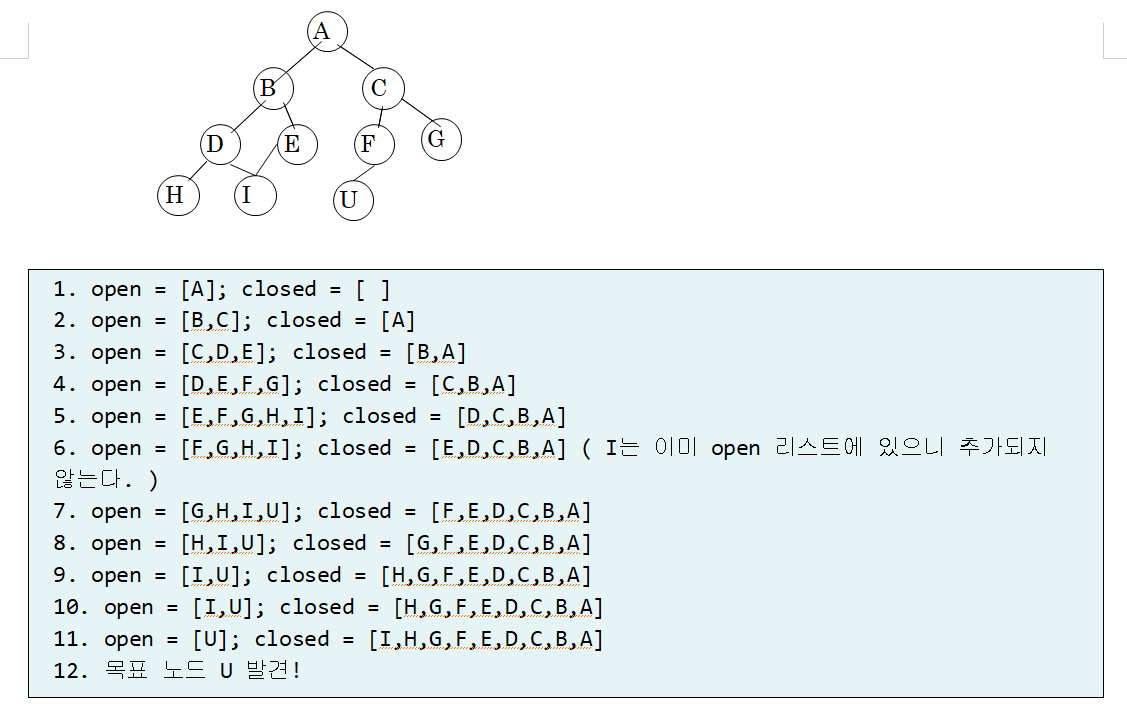 A
B
C
D
E
F
G
H
I
U
1. open = [A]; closed = [ ]
2. open = [B,C]; closed = [A]
3. open = [C,D,E]; closed = [B,A]
4. open = [D,E,F,G]; closed = [C,B,A]
5. open = [E,F,G,H,I]; closed = [D,C,B,A]
6. open = [F,G,H,I]; closed = [E,D,C,B,A] ( I는 이미 open 리스트에 있으니 추가되지
않는다. )
7. open = [G,H,I,U]; closed = [F,E,D,C,B,A]
8. open = [H,I,U]; closed = [G,F,E,D,C,B,A]
9. open = [I,U]; closed = [H,G,F,E,D,C,B,A]
10. open = [I,U]; closed = [H,G,F,E,D,C,B,A]
11. open = [U]; closed = [I,H,G,F,E,D,C,B,A]
12. 목표 노드 U 발견!